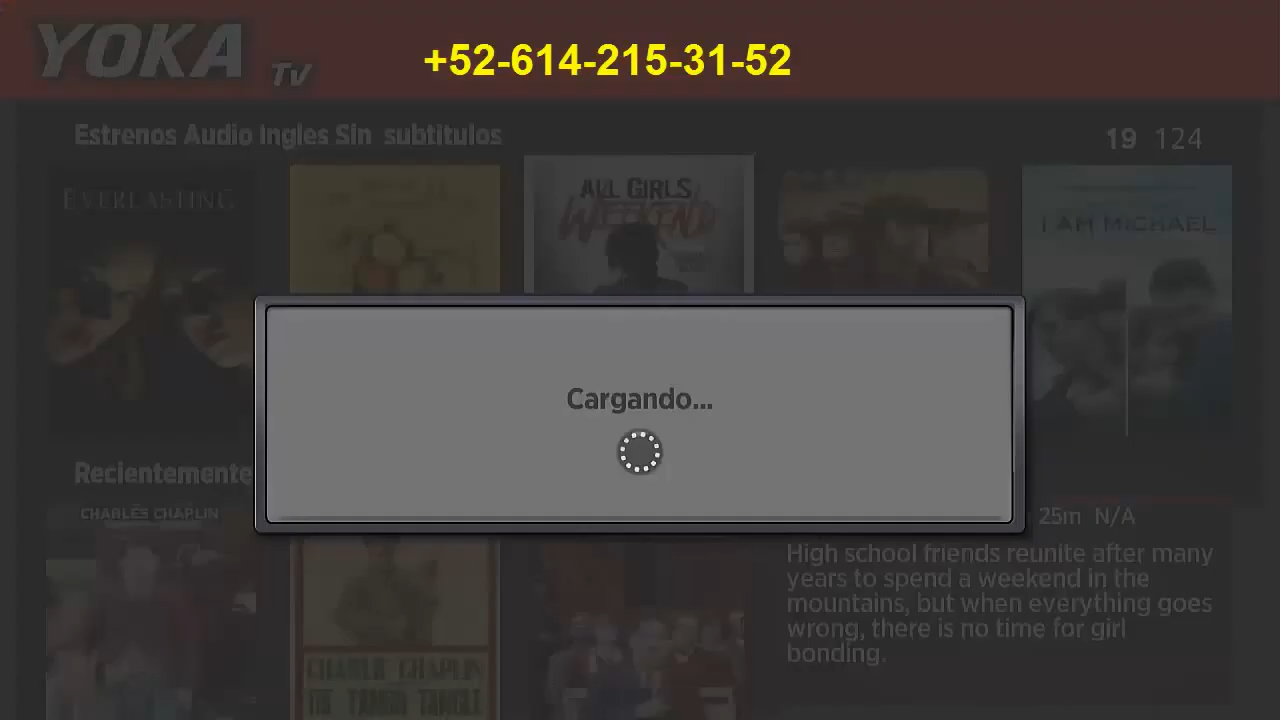 YOKA Tv
+52-614-215-31-52
Estrenos Audio Ingles Sin subtitulos
19 124
EVERLASTING
ALL GIRLS
WEEKEND
I AM MICHAEL
Cargando...
Recientemente
25m N/A
CHARLES CHAPLIN
High school friends reunite after many
years to spend a weekend in the
mountains, but when everything goes
wrong, there is no time for girl
bonding.
CHARLIE CHAPLIN
TANGO TANGLE